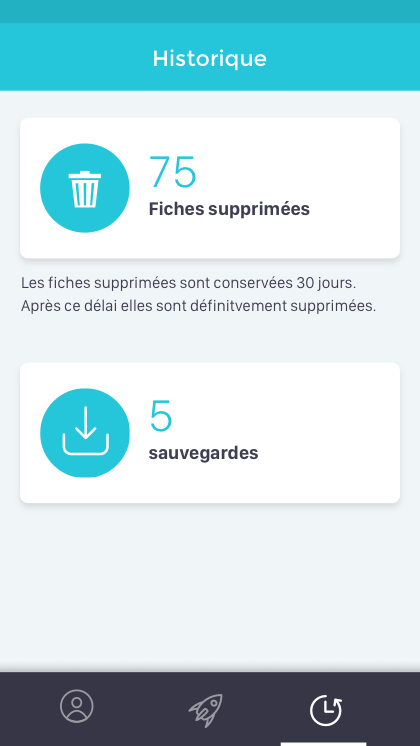 Historique
75
Fiches supprimées
Les fiches supprimées sont conservées 30 jours.
Après ce délai elles sont définitvement supprimées.
5
sauvegardes